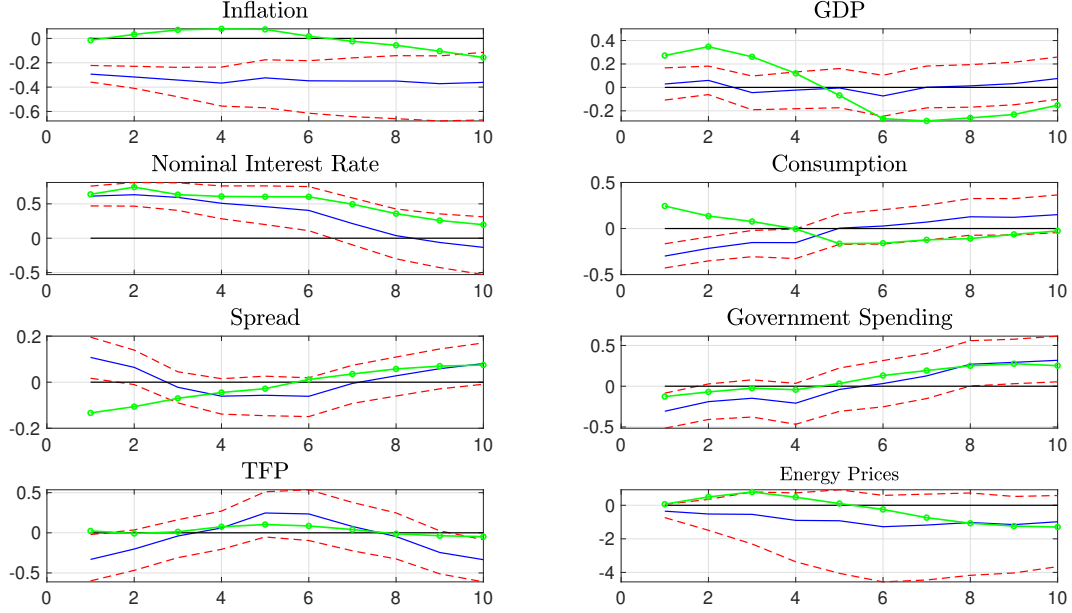 Inflation
0
-0.2
-0.4
-0.6
0 2 4 6 8 10
GDP
0.4
0.2
0
-0.2
0 2 4 6 8 10
Nominal Interest Rate
0.5
0
-0.5
0 2 4 6 8 10
Consumption
0.5
0
-0.5
0 2 4 6 8 10
Spread
0.2
0
-0.2
0 2 4 6 8 10
Government Spending
0.5
0
-0.5
0 2 4 6 8 10
TFP
0.5
0
-0.5
0 2 4 6 8 10
Energy Prices
0
-2
-4
0 2 4 6 8 10